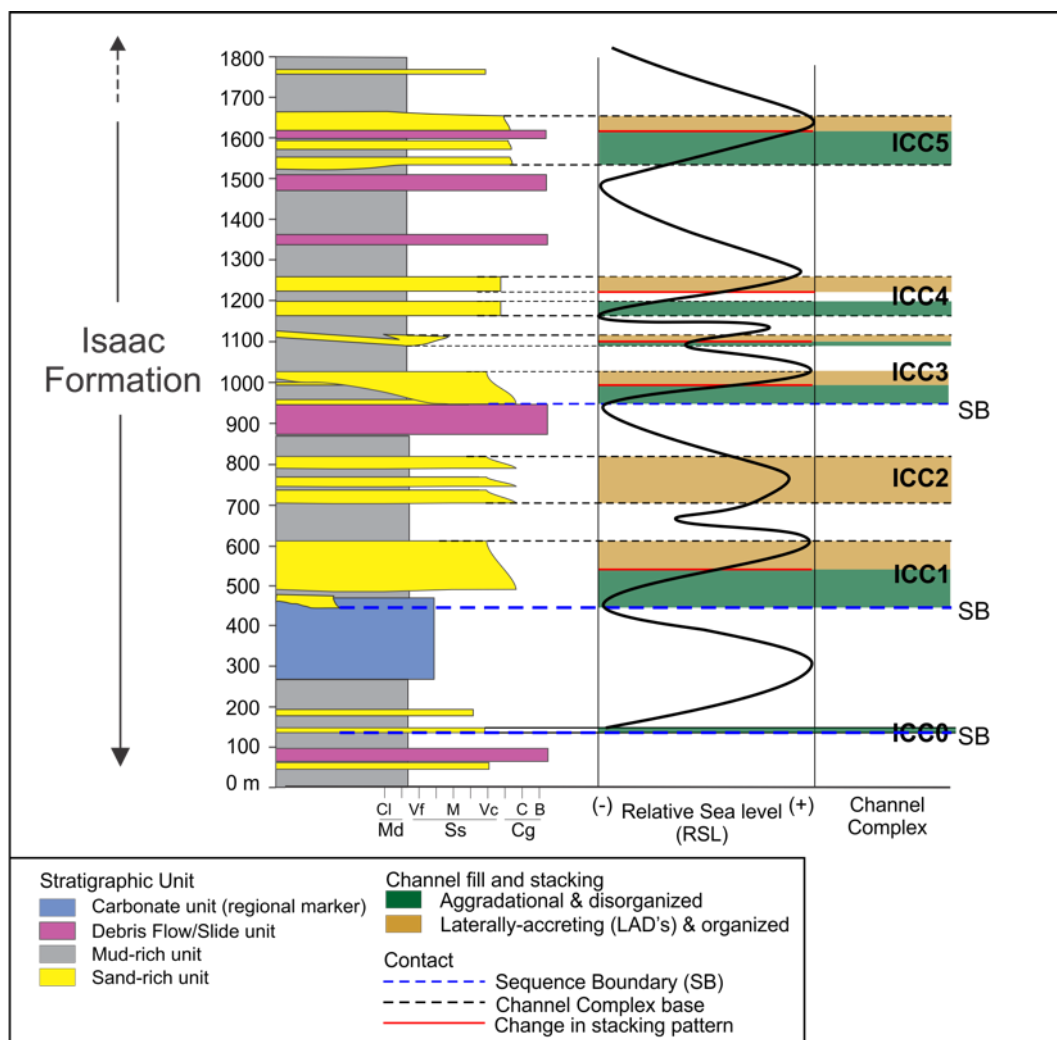 1800
1700
1600
1500
1400
1300
1200
1100
1000
900
800
700
600
500
400
300
200
100
0 m
Isaac
Formation
ICC5
ICC4
ICC3
SB
ICC2
ICC1
SB
ICC0 SB
Cl Vf M Vc C B
Md Ss Cg
(-) Relative Sea level (+)
(RSL)
Channel
Complex
Stratigraphic Unit
Carbonate unit (regional marker)
Debris Flow/Slide unit
Mud-rich unit
Sand-rich unit
Channel fill and stacking
Aggradational & disorganized
Laterally-accreting (LAD's) & organized
Contact
Sequence Boundary (SB)
Channel Complex base
Change in stacking pattern